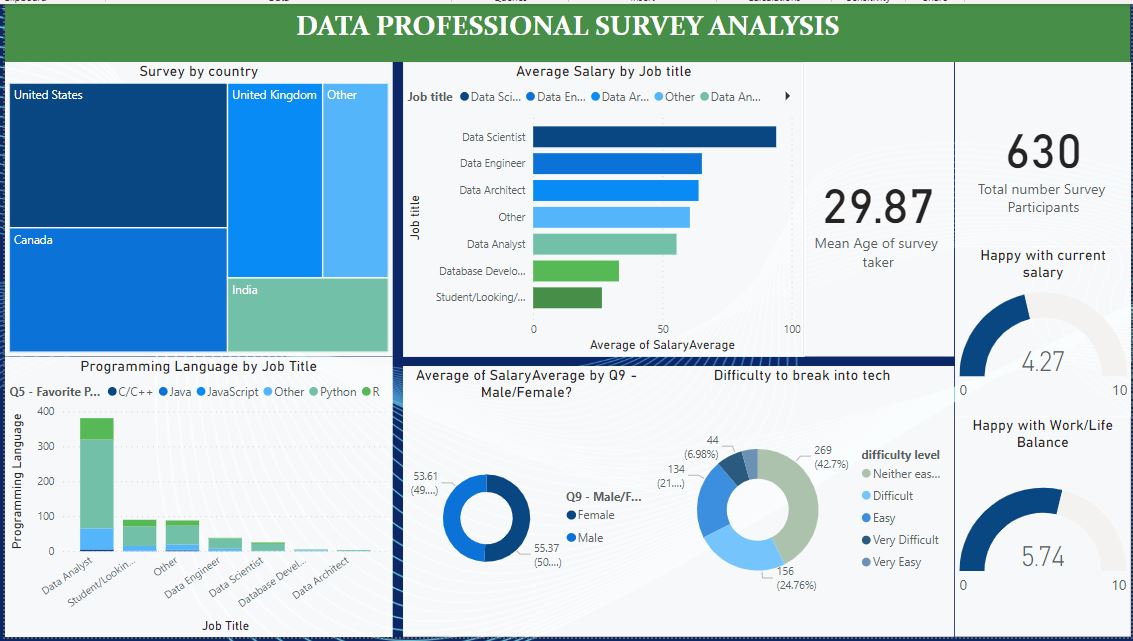 DATA PROFESSIONAL SURVEY ANALYSIS
Survey by country
United States
United Kingdom
Other
Canada
India
Average Salary by Job title
Job title
Data Sci...
Data En...
Data Ar...
Other
Data An...
Job title
Data Scientist
Data Engineer
Data Architect
Other
Data Analyst
Database Develo...
Student/Looking/...
0
50
100
Average of SalaryAverage
29.87
Mean Age of survey
taker
630
Total number Survey
Participants
Happy with current
salary
4.27
0
10
Happy with Work/Life
Balance
5.74
0
10
Programming Language by Job Title
Q5 - Favorite P...
C/C++
Java
JavaScript
Other
Python
R
Programming Language
400
300
200
100
0
Data Analyst
Student/Lookin...
Other
Data Engineer
Data Scientist
Database Devel...
Data Architect
Job Title
Average of SalaryAverage by Q9 -
Male/Female?
53.61
(49....)
55.37
(50....)
Q9 - Male/F...
Female
Male
Difficulty to break into tech
44
(6.98%)
134
(21....)
269
(42.7%)
156
(24.76%)
difficulty level
Neither eas...
Difficult
Easy
Very Difficult
Very Easy